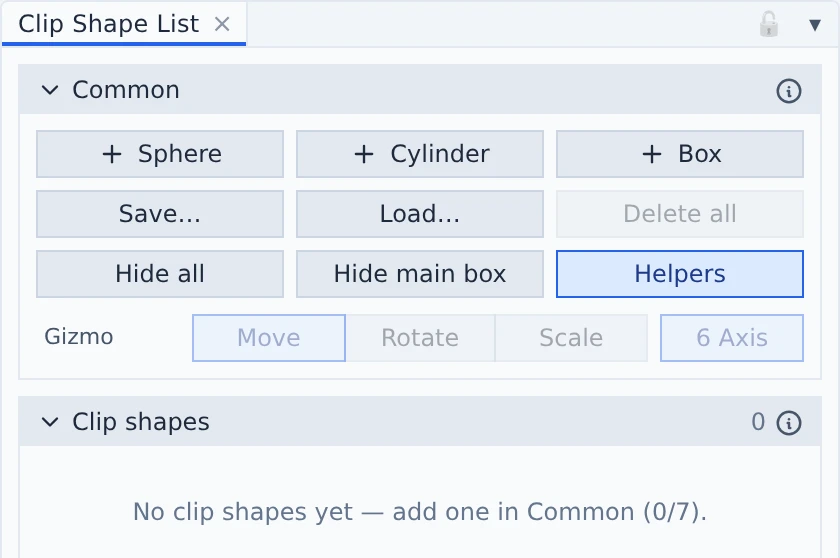 Clip Shape List
Common
+ Sphere
+ Cylinder
+ Box
Save...
Load...
Delete all
Hide all
Hide main box
Helpers
Gizmo
Move
Rotate
Scale
6 Axis
Clip shapes
0
No clip shapes yet — add one in Common (0/7).